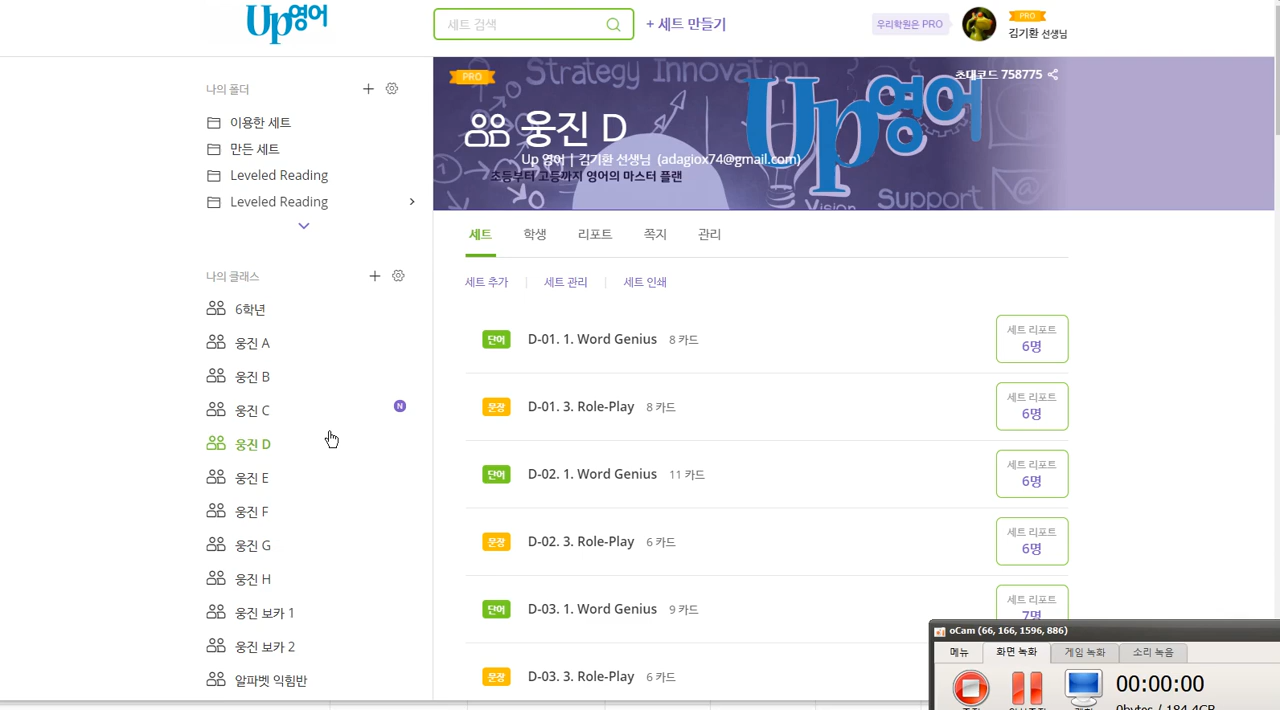 Up영어
세트 검색
+ 세트 만들기
우리학원은 PRO
PRO
김기환 선생님
나의 폴더
이용한 세트
만든 세트
Leveled Reading
Leveled Reading
나의 클래스
6학년
웅진 A
웅진 B
웅진 C
N
웅진 D
웅진 E
웅진 F
웅진 G
웅진 H
웅진 보카 1
웅진 보카 2
알파벳 익힘반
PRO
Strategy Innovation
초대코드 758775
웅진 D
Up영어
Up 영어 | 김기환 선생님 (adagiox74@gmail.com)
초등부터 고등까지 영어의 마스터 플랜
Vision
Support
세트 학생 리포트 쪽지 관리
세트 추가 | 세트 관리 | 세트 인쇄
단어 D-01. 1. Word Genius 8 카드
세트 리포트
6명
문장 D-01. 3. Role-Play 8 카드
세트 리포트
6명
단어 D-02. 1. Word Genius 11 카드
세트 리포트
6명
문장 D-02. 3. Role-Play 6 카드
세트 리포트
6명
단어 D-03. 1. Word Genius 9 카드
세트 리포트
7명
문장 D-03. 3. Role-Play 6 카드
oCam (66, 166, 1596, 886)
메뉴 화면 녹화 게임 녹화 소리 녹음
00:00:00
0bytes / 184.4GB